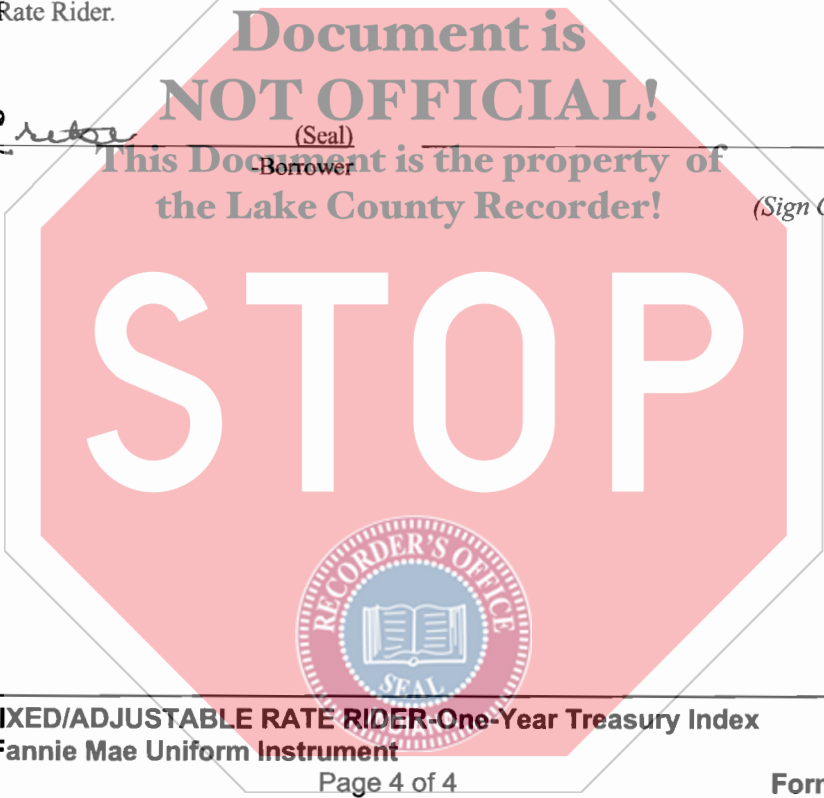 Rate Rider.
Document is
NOT OFFICIAL!
(Seal)
This Document is the property of
-Borrower
the Lake County Recorder!
(Sign
STOP
RECORDER'S OFFICE
SEAL
IXED/ADJUSTABLE RATE RIDER-One-Year Treasury Index
Fannie Mae Uniform Instrument
Page 4 of 4
Form